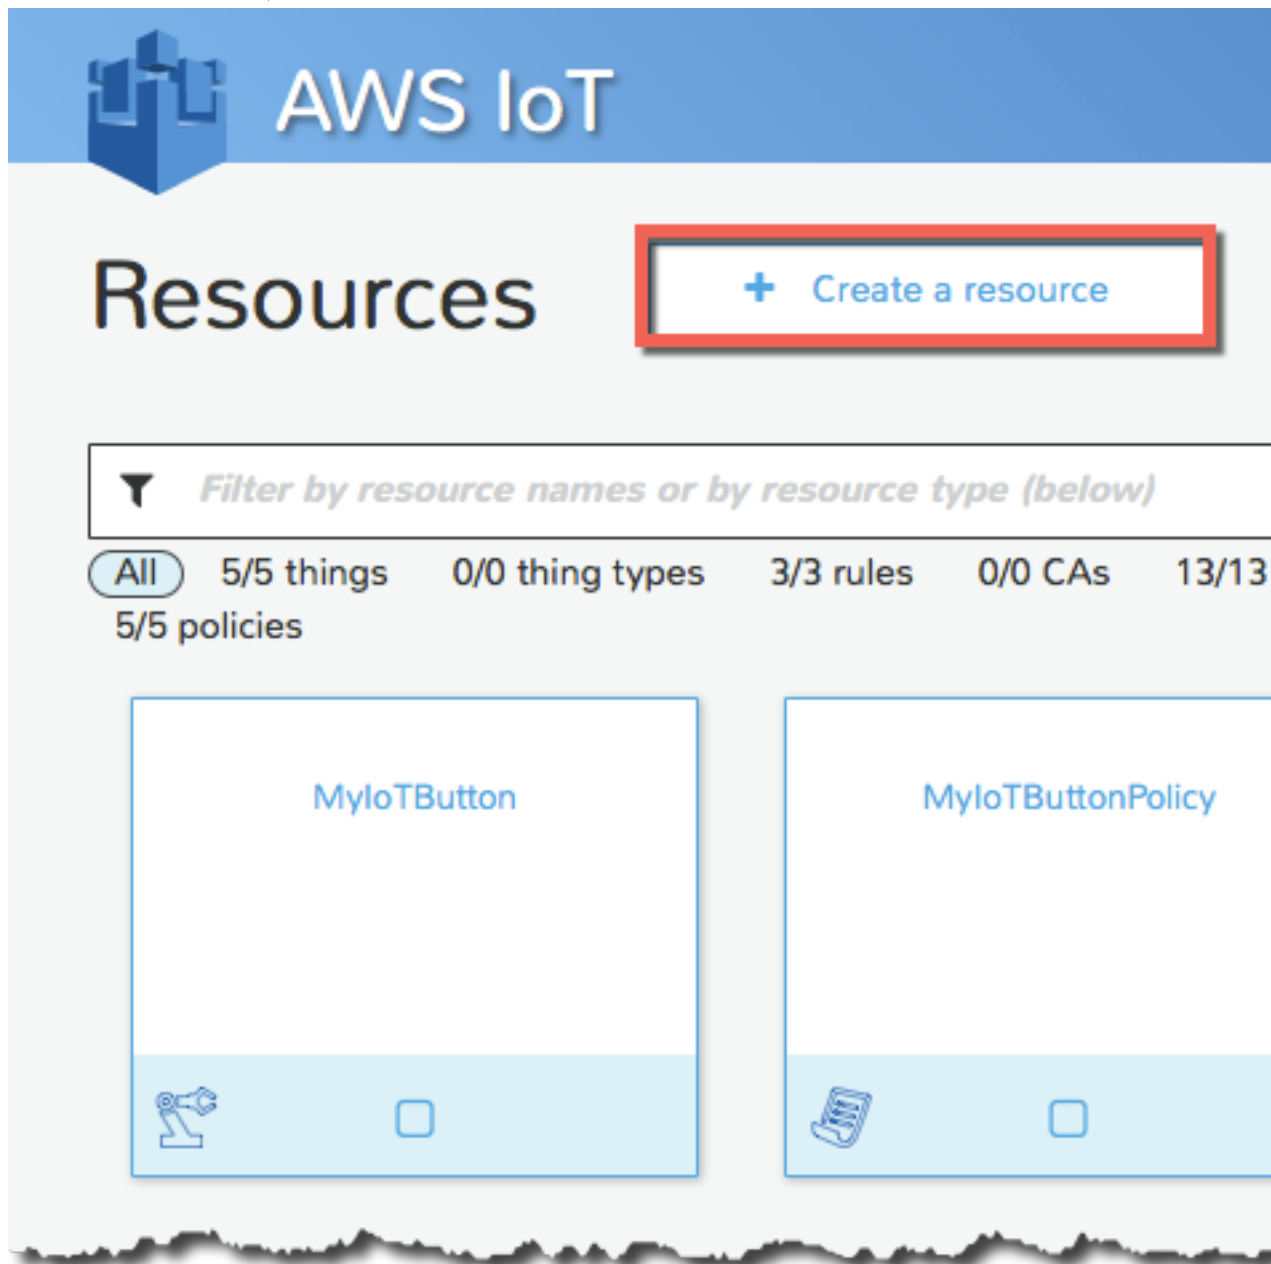 AWS IoT
Resources
+ Create a resource
Filter by resource names or by resource type (below)
All 5/5 things 0/0 thing types 3/3 rules 0/0 CAs 13/13
5/5 policies
MyIoTButton
MyIoTButtonPolicy